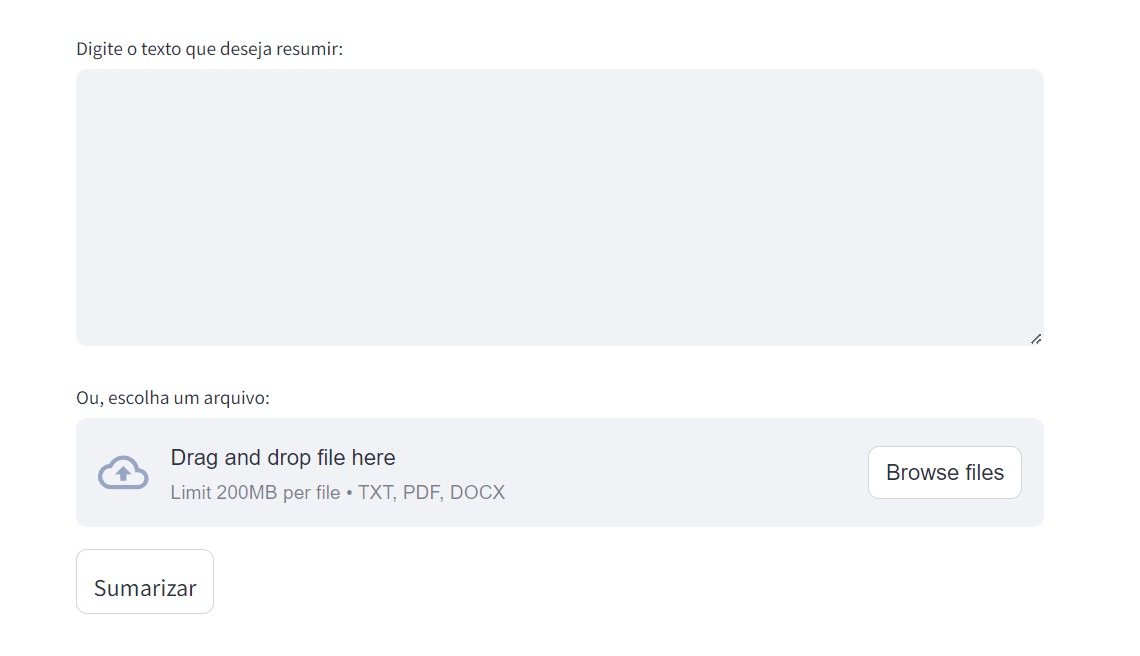 Digite o texto que deseja resumir:
Ou, escolha um arquivo:
Drag and drop file here
Limit 200MB per file • TXT, PDF, DOCX
Browse files
Sumarizar